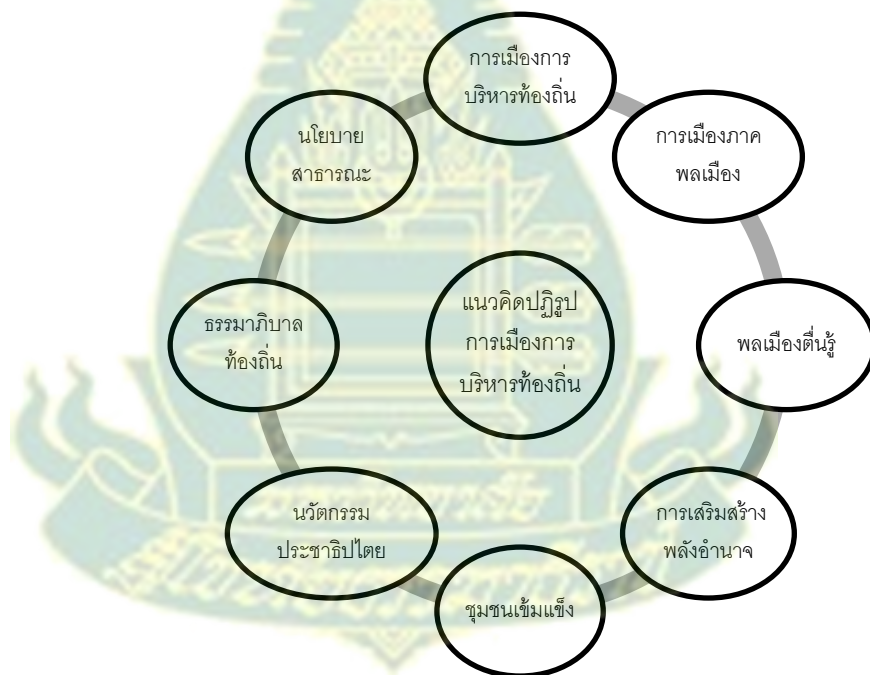 การเมืองการ
บริหารท้องถิ่น
การเมืองภาค
พลเมือง
พลเมืองตื่นรู้
การเสริมสร้าง
พลังอำนาจ
ชุมชนเข้มแข็ง
นวัตกรรม
ประชาธิปไตย
ธรรมาภิบาล
ท้องถิ่น
นโยบาย
สาธารณะ
แนวคิดปฏิรูป
การเมืองการ
บริหารท้องถิ่น